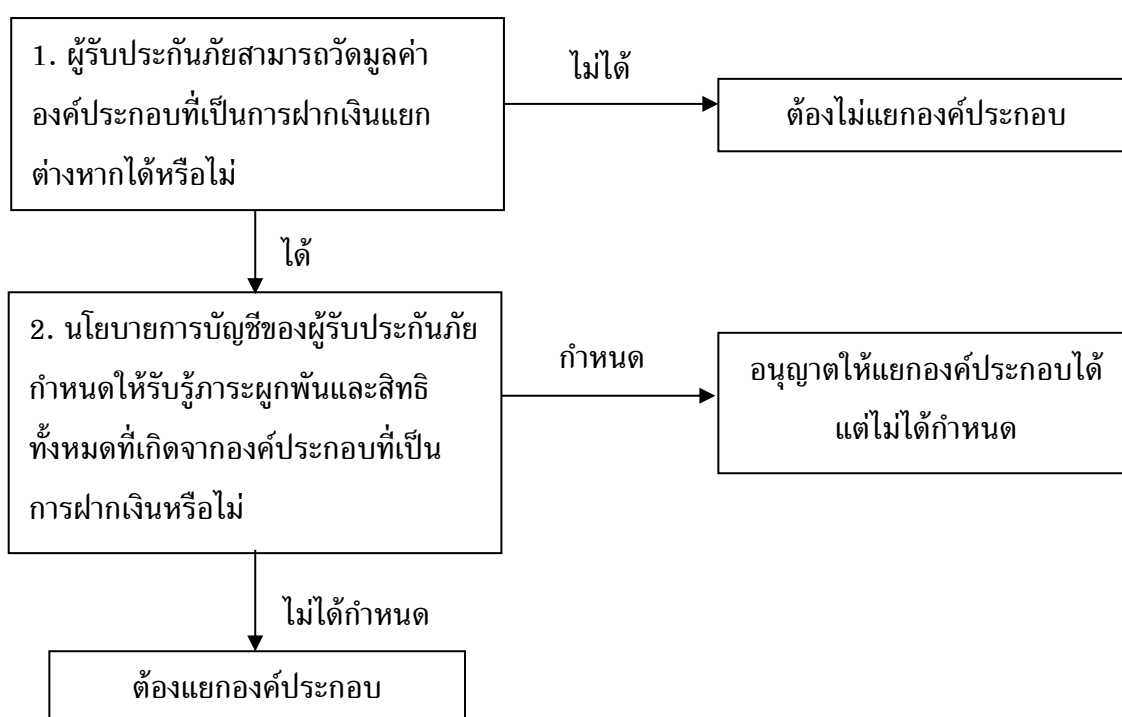 1. ผู้รับประกันภัยสามารถวัดมูลค่า
องค์ประกอบที่เป็นการฝากเงินแยก
ต่างหากได้หรือไม่
ไม่ได้
ต้องไม่แยกองค์ประกอบ
ได้
2. นโยบายการบัญชีของผู้รับประกันภัย
กำหนดให้รับรู้ภาระผูกพันและสิทธิ
ทั้งหมดที่เกิดจากองค์ประกอบที่เป็น
การฝากเงินหรือไม่
กำหนด
อนุญาตให้แยกองค์ประกอบได้
แต่ไม่ได้กำหนด
ไม่ได้กำหนด
ต้องแยกองค์ประกอบ